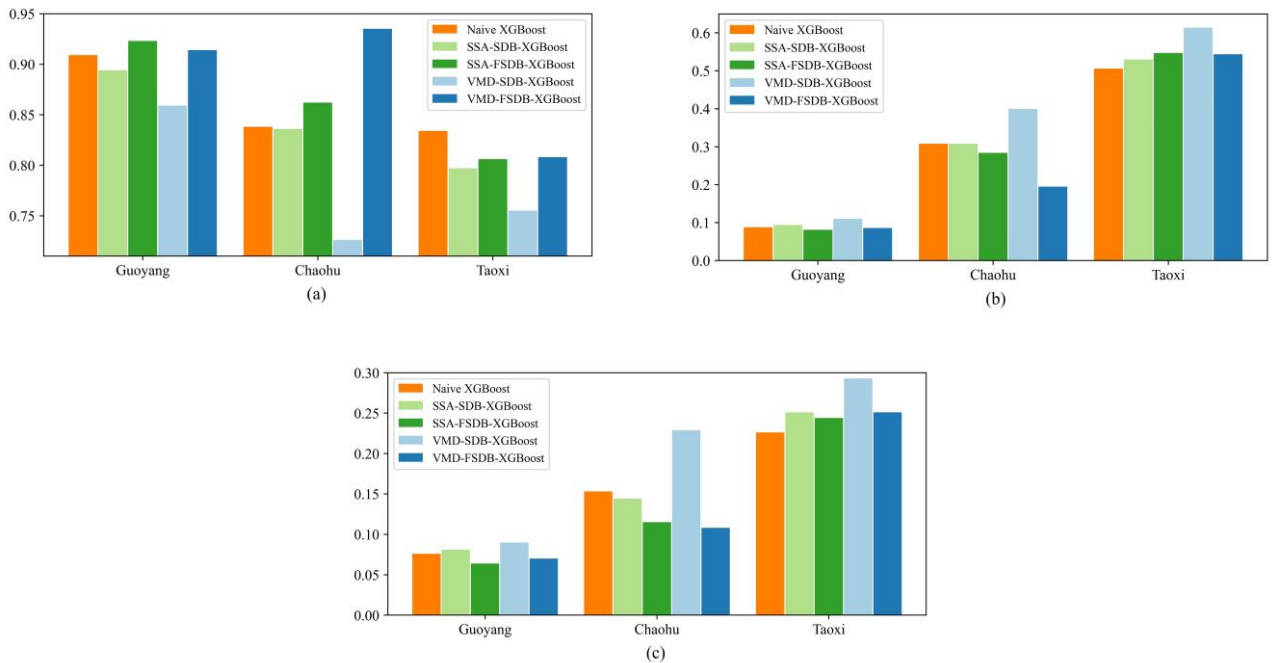 0.95
0.90
0.85
0.80
0.75
Naive XGBoost
SSA-SDB-XGBoost
SSA-FSDB-XGBoost
VMD-SDB-XGBoost
VMD-FSDB-XGBoost
Guoyang Chaohu Taoxi
(a)
0.6
0.5
0.4
0.3
0.2
0.1
0.0
Naive XGBoost
SSA-SDB-XGBoost
SSA-FSDB-XGBoost
VMD-SDB-XGBoost
VMD-FSDB-XGBoost
Guoyang Chaohu Taoxi
(b)
0.30
0.25
0.20
0.15
0.10
0.05
0.00
Naive XGBoost
SSA-SDB-XGBoost
SSA-FSDB-XGBoost
VMD-SDB-XGBoost
VMD-FSDB-XGBoost
Guoyang Chaohu Taoxi
(c)